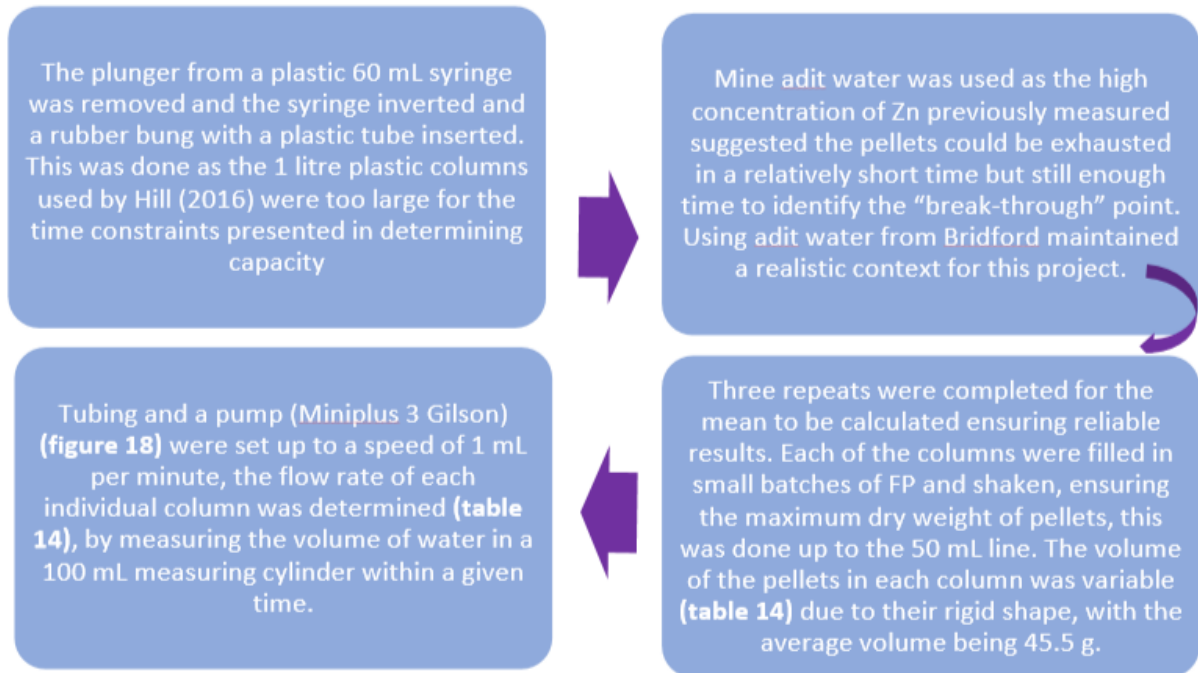 The plunger from a plastic 60 mL syringe
was removed and the syringe inverted and
a rubber bung with a plastic tube inserted.
This was done as the 1 litre plastic columns
used by Hill (2016) were too large for the
time constraints presented in determining
capacity
Mine adit water was used as the high
concentration of Zn previously measured
suggested the pellets could be exhausted
in a relatively short time but still enough
time to identify the “break-through” point.
Using adit water from Bridford maintained
a realistic context for this project.
Three repeats were completed for the
mean to be calculated ensuring reliable
results. Each of the columns were filled in
small batches of FP and shaken, ensuring
the maximum dry weight of pellets, this
was done up to the 50 mL line. The volume
of the pellets in each column was variable
(table 14) due to their rigid shape, with the
average volume being 45.5 g.
Tubing and a pump (Miniplus 3 Gilson)
(figure 18) were set up to a speed of 1 mL
per minute, the flow rate of each
individual column was determined (table
14), by measuring the volume of water in a
100 mL measuring cylinder within a given
time.